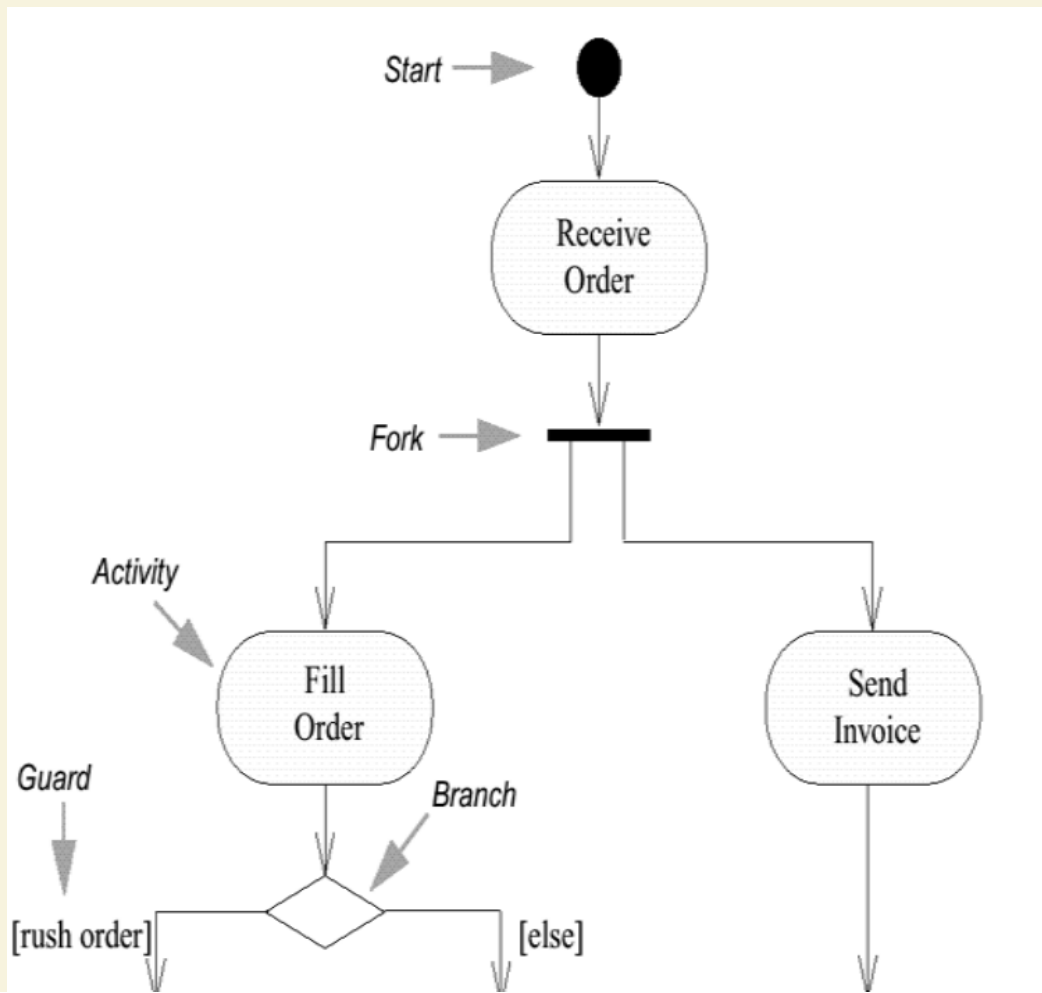 Start
Receive
Order
Fork
Activity
Fill
Order
Send
Invoice
Guard
Branch
[rush order]
[else]